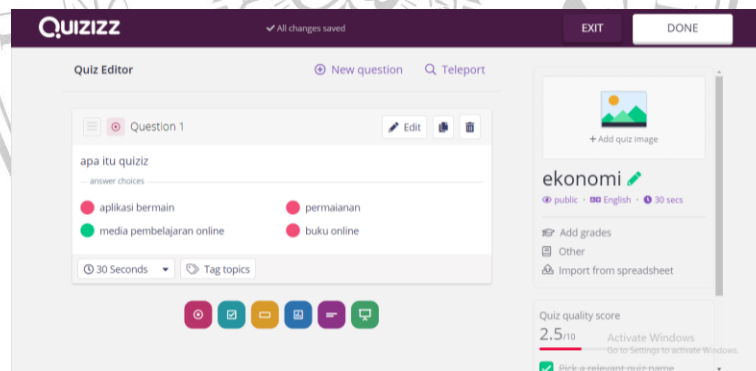 QUIZIZZ
All changes saved
EXIT
DONE
Quiz Editor
New question
Teleport
Question 1
Edit
apa itu quiziz
answer choices
aplikasi bermain
permaianan
media pembelajaran online
buku online
30 Seconds
Tag topics
+ Add quiz image
ekonomi
public · English · 30 secs
Add grades
Other
Import from spreadsheet
Quiz quality score
2.5/10
Activate Windows
Go to Settings to activate Windows.
Pick a relevant quiz name